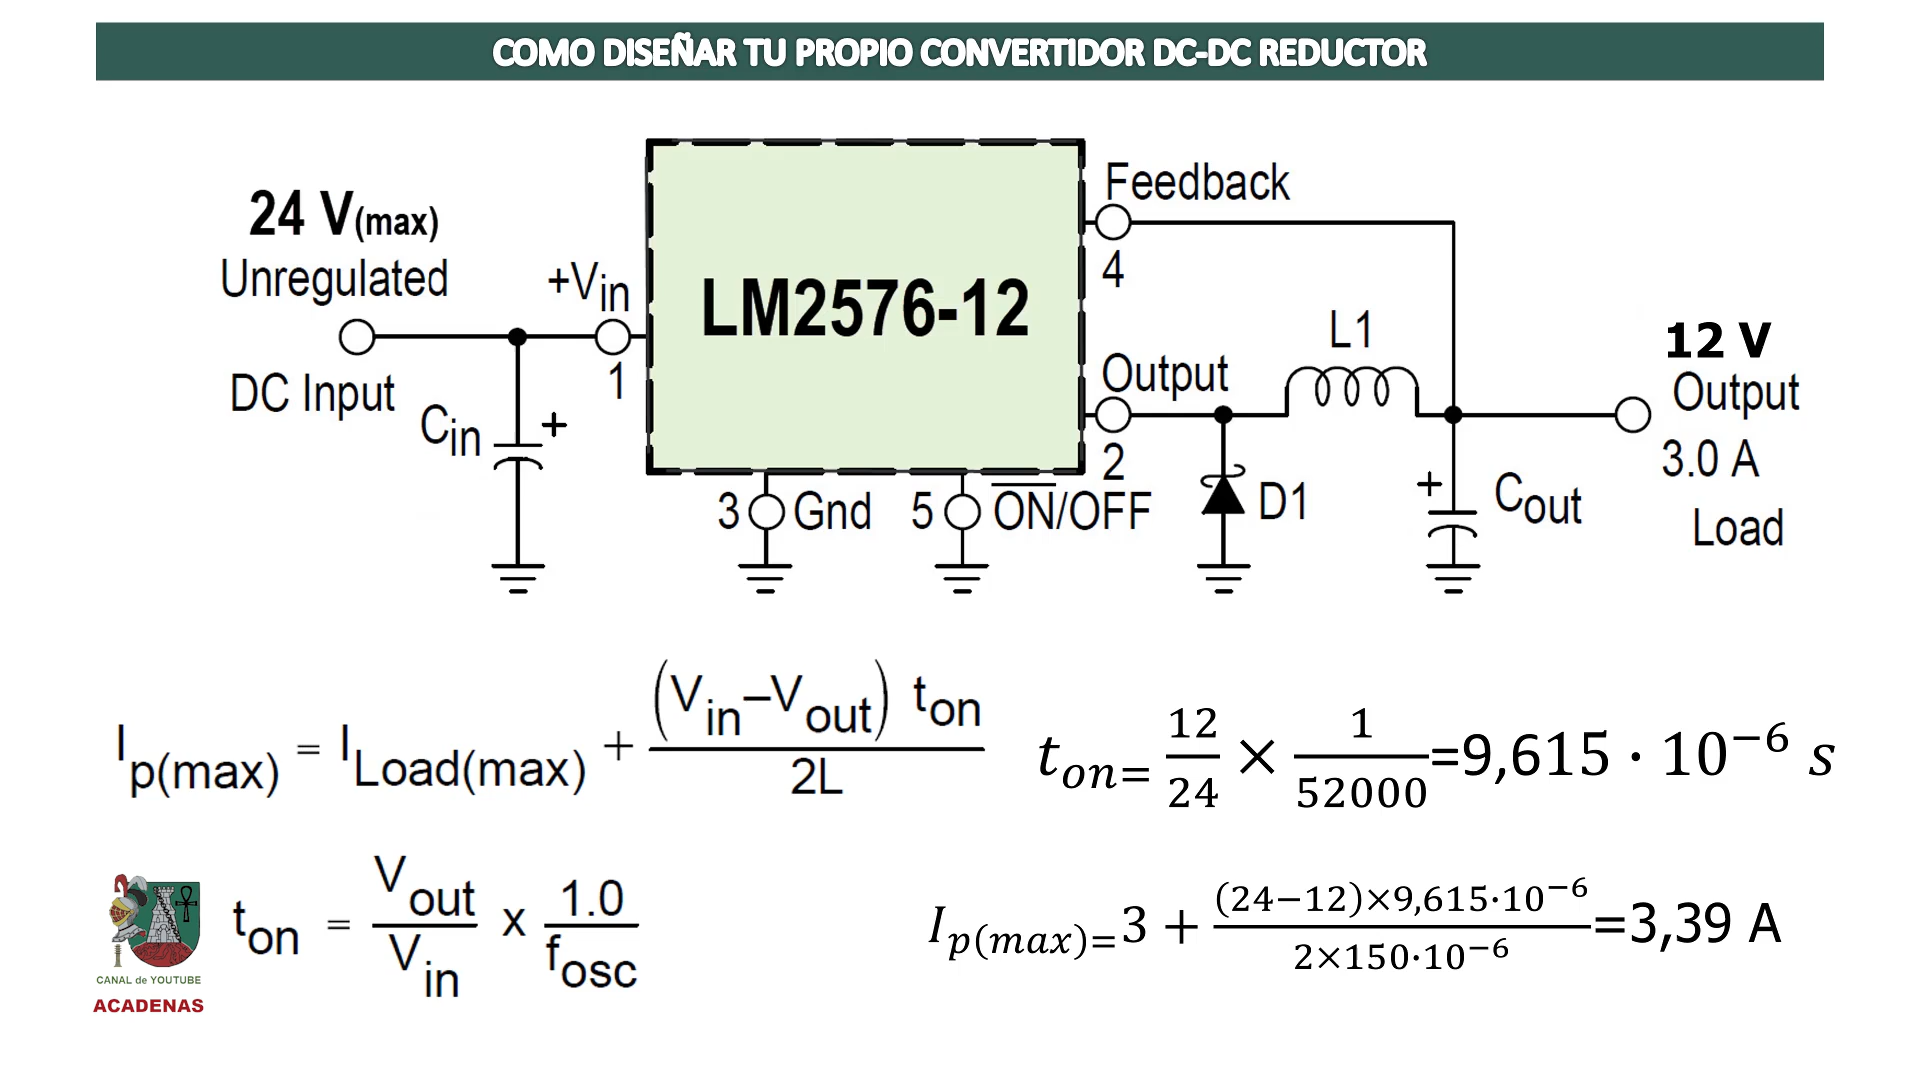 COMO DISEÑAR TU PROPIO CONVERTIDOR DC-DC REDUCTOR
24 V(max)
Unregulated
DC Input
+Vin
1
Cin
+
LM2576-12
Feedback
4
Output
2
L1
12 V
Output
3.0 A
Load
3
Gnd
5
ON/OFF
D1
+
Cout
Ip(max) = ILoad(max) + (Vin–Vout) ton / 2L
ton= 12/24 × 1/52000=9,615 · 10⁻⁶ s
ton = Vout/Vin x 1.0/fosc
Ip(max)=3 + (24−12)×9,615·10⁻⁶ / 2×150·10⁻⁶=3,39 A
CANAL de YOUTUBE
ACADENAS